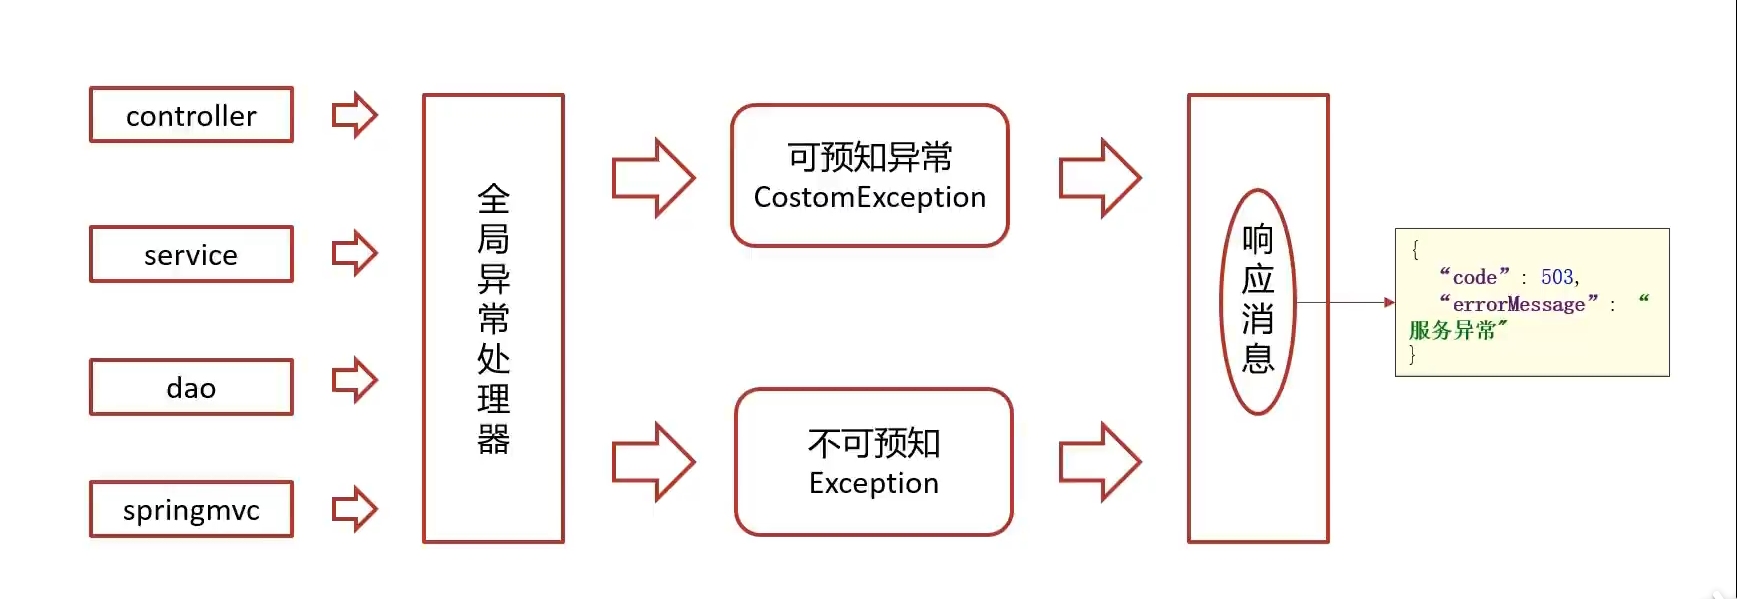 controller
service
dao
springmvc
全局异常处理器
可预知异常
CostomException
不可预知
Exception
响应消息
{
“code” : 503,
“errorMessage” : “
服务异常"
}